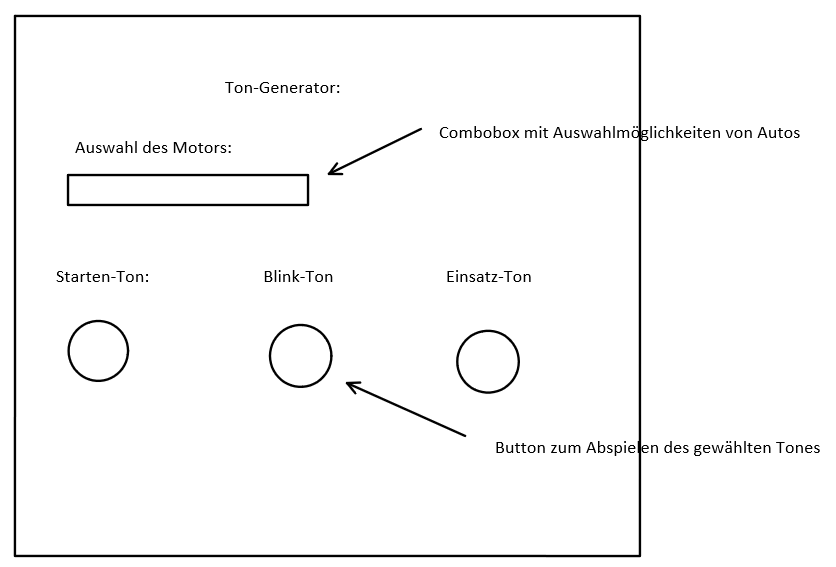 Ton-Generator:
Combobox mit Auswahlmöglichkeiten von Autos
Auswahl des Motors:
Starten-Ton:
Blink-Ton
Einsatz-Ton
Button zum Abspielen des gewählten Tones